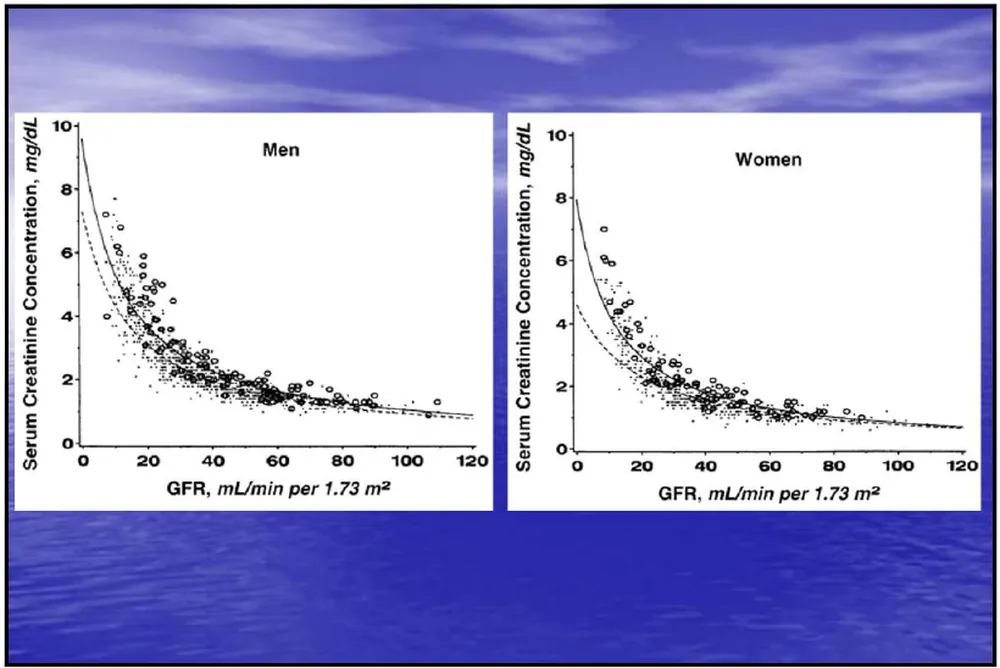 Men
Serum Creatinine Concentration, mg/dL
10
8
6
4
2
0
0 20 40 60 80 100 120
GFR, mL/min per 1.73 m²
Women
Serum Creatinine Concentration, mg/dL
10
8
6
4
2
0
0 20 40 60 80 100 120
GFR, mL/min per 1.73 m²